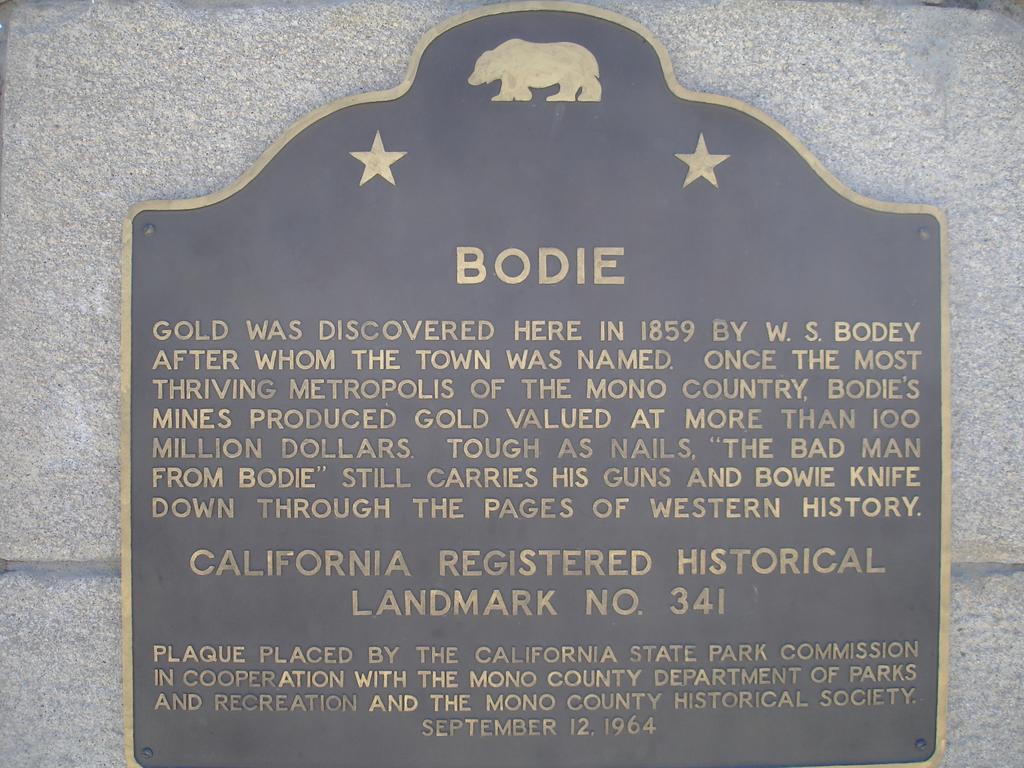 BODIE
GOLD WAS DISCOVERED HERE IN 1859 BY W. S. BODEY
AFTER WHOM THE TOWN WAS NAMED. ONCE THE MOST
THRIVING METROPOLIS OF THE MONO COUNTRY, BODIE'S
MINES PRODUCED GOLD VALUED AT MORE THAN 100
MILLION DOLLARS. TOUGH AS NAILS, "THE BAD MAN
FROM BODIE" STILL CARRIES HIS GUNS AND BOWIE KNIFE
DOWN THROUGH THE PAGES OF WESTERN HISTORY.
CALIFORNIA REGISTERED HISTORICAL
LANDMARK NO. 341
PLAQUE PLACED BY THE CALIFORNIA STATE PARK COMMISSION
IN COOPERATION WITH THE MONO COUNTY DEPARTMENT OF PARKS
AND RECREATION AND THE MONO COUNTY HISTORICAL SOCIETY.
SEPTEMBER 12, 1964